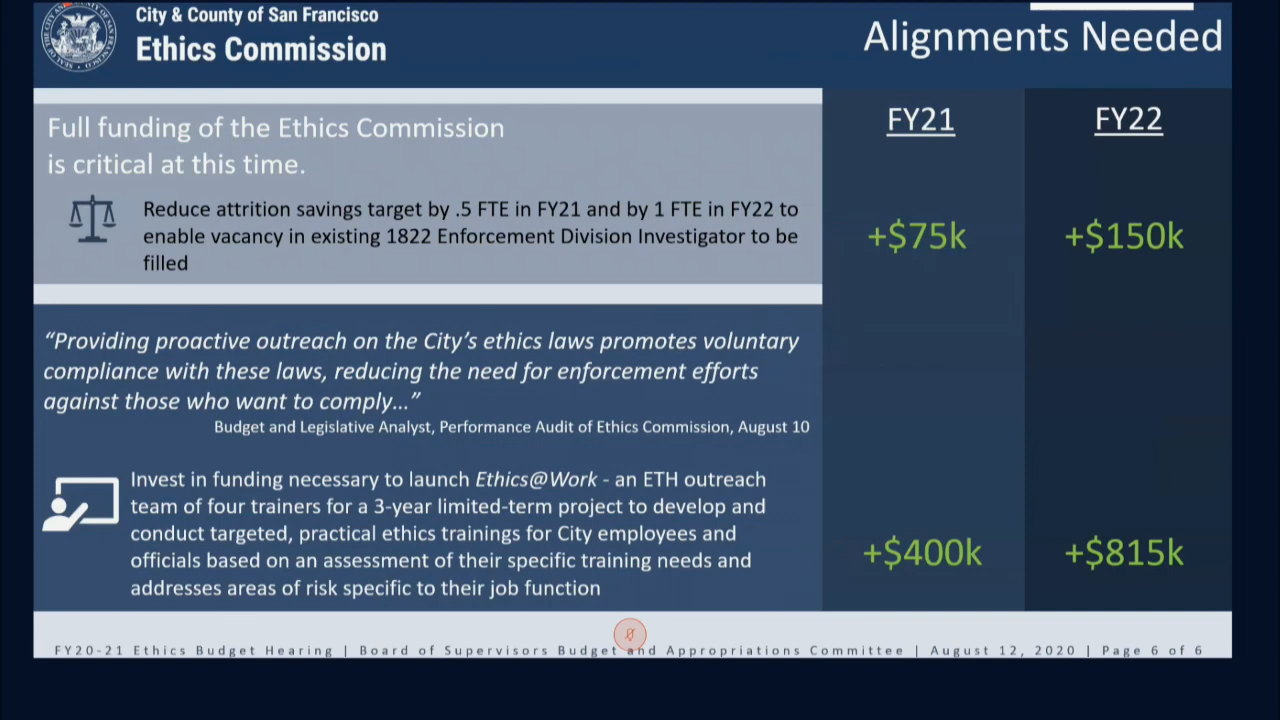 City & County of San Francisco
Ethics Commission
Alignments Needed
FY21
FY22
Full funding of the Ethics Commission
is critical at this time.
Reduce attrition savings target by .5 FTE in FY21 and by 1 FTE in FY22 to
enable vacancy in existing 1822 Enforcement Division Investigator to be
filled
+$75k
+$150k
“Providing proactive outreach on the City’s ethics laws promotes voluntary
compliance with these laws, reducing the need for enforcement efforts
against those who want to comply…”
Budget and Legislative Analyst, Performance Audit of Ethics Commission, August 10
Invest in funding necessary to launch Ethics@Work - an ETH outreach
team of four trainers for a 3-year limited-term project to develop and
conduct targeted, practical ethics trainings for City employees and
officials based on an assessment of their specific training needs and
addresses areas of risk specific to their job function
+$400k
+$815k
FY20-21 Ethics Budget Hearing | Board of Supervisors Budget and Appropriations Committee | August 12, 2020 | Page 6 of 6